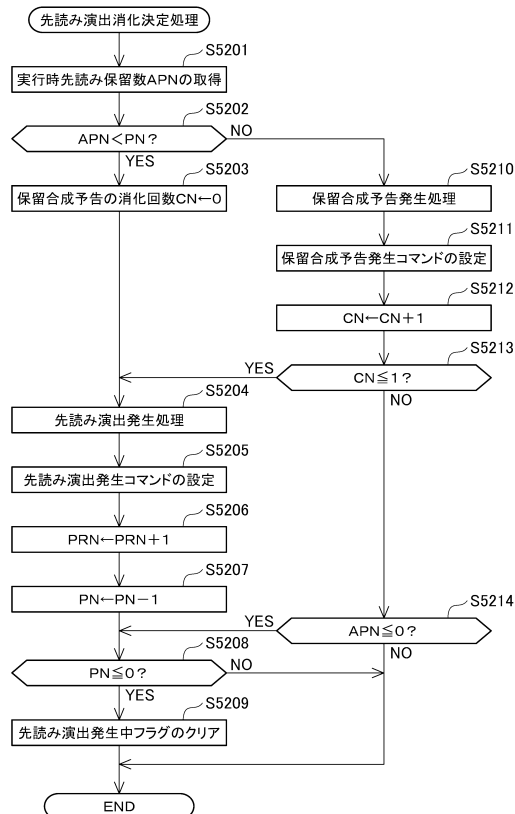 先読み演出消化決定処理
S5201
実行時先読み保留数APNの取得
S5202
APN<PN?
NO
YES
S5203
保留合成予告の消化回数CN←0
S5210
保留合成予告発生処理
S5211
保留合成予告発生コマンドの設定
S5212
CN←CN+1
S5213
CN≦1?
YES
NO
S5204
先読み演出発生処理
S5205
先読み演出発生コマンドの設定
S5206
PRN←PRN+1
S5207
PN←PN-1
S5214
APN≦0?
YES
NO
S5208
PN≦0?
NO
YES
S5209
先読み演出発生中フラグのクリア
END